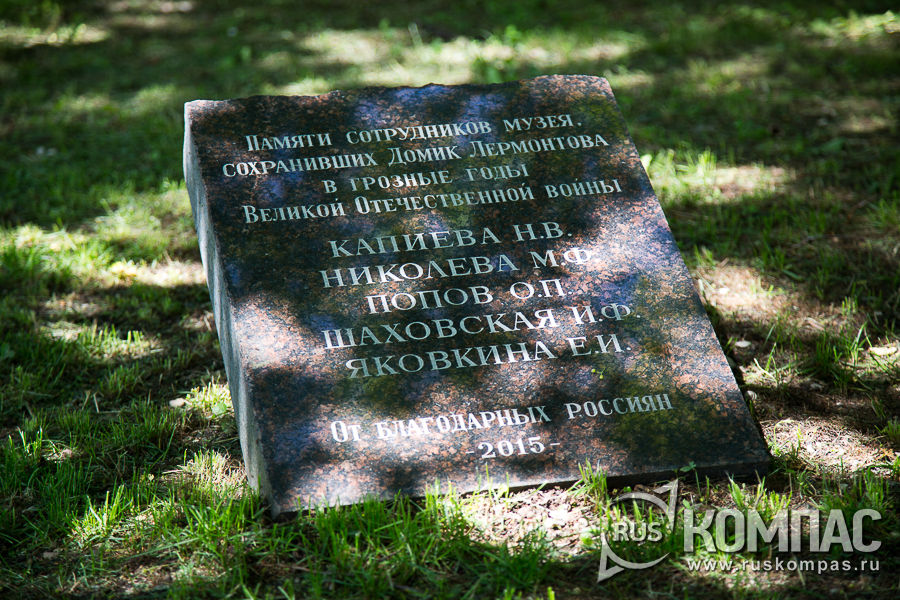 Памяти сотрудников музея,
сохранивших Домик Лермонтова
в грозные годы
Великой Отечественной войны
КАПИЕВА Н.В.
НИКОЛЕВА М.Ф.
ПОПОВ О.П.
ШАХОВСКАЯ И.Ф.
ЯКОВКИНА Е.И.
От благодарных россиян
-2015-
RUS КОМПАС
www.ruskompas.ru